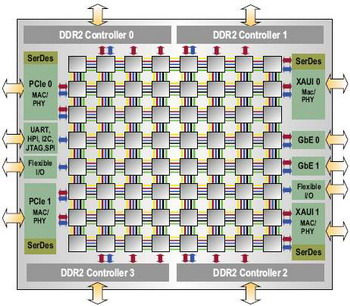 DDR2 Controller 0
DDR2 Controller 1
SerDes
PCIe 0
MAC/
PHY
UART,
HPI, I2C,
JTAG,SPI
Flexible
I/O
PCIe 1
MAC/
PHY
SerDes
SerDes
XAUI 0
Mac/
PHY
GbE 0
GbE 1
Flexible
I/O
XAUI 1
Mac/
PHY
SerDes
DDR2 Controller 3
DDR2 Controller 2